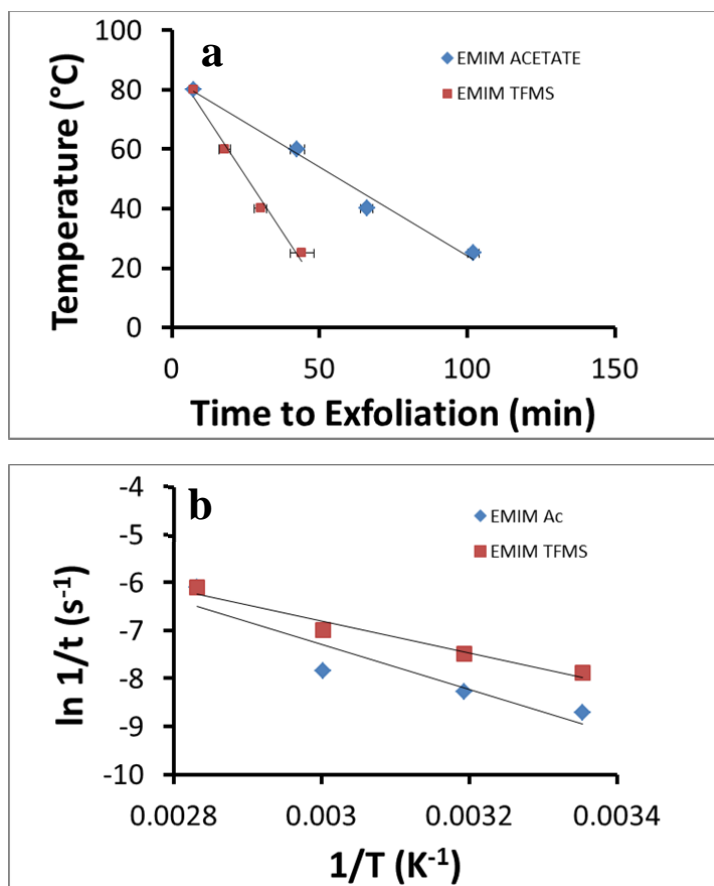 a
EMIM ACETATE
EMIM TFMS
100
80
60
40
20
0
Temperature (°C)
0 50 100 150
Time to Exfoliation (min)
b
EMIM Ac
EMIM TFMS
-4
-5
-6
-7
-8
-9
-10
ln 1/t (s-1)
0.0028 0.003 0.0032 0.0034
1/T (K-1)